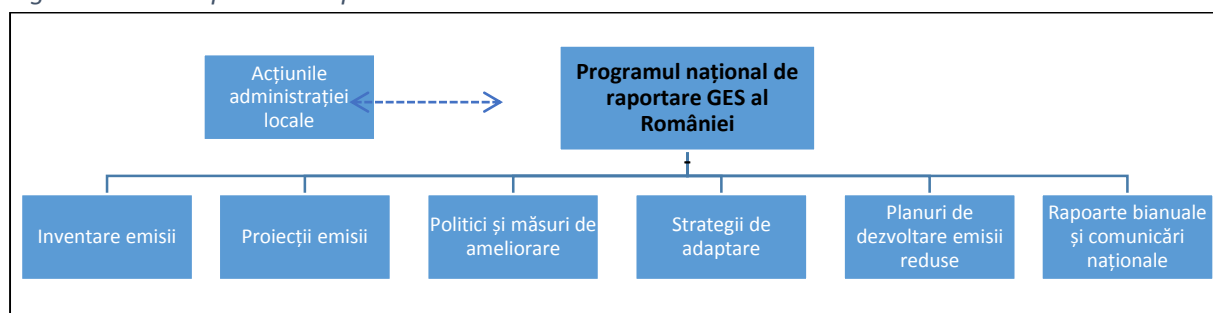 Acțiunile
administrației
locale
Programul național de
raportare GES al
României
-
Inventare emisii
Proiecții emisii
Politici și măsuri de
ameliorare
Strategii de
adaptare
Planuri de
dezvoltare emisii
reduse
Rapoarte bianuale
și comunicări
naționale